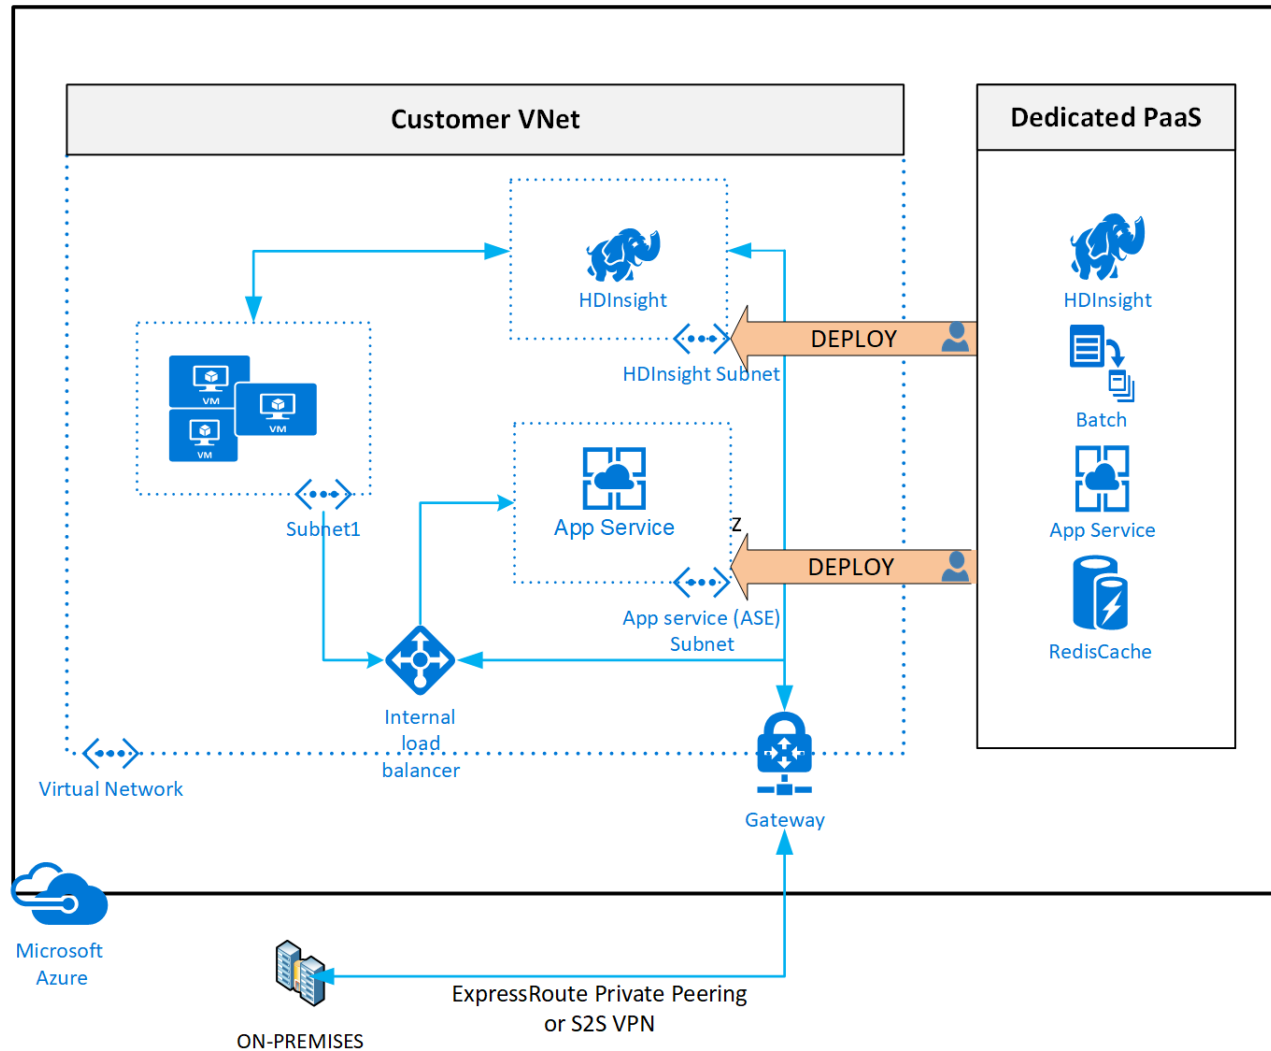 Customer VNet
Dedicated PaaS
HDInsight
HDInsight
DEPLOY
HDInsight Subnet
VM
VM
VM
Batch
Subnet1
App Service
Z
App Service
DEPLOY
App service (ASE)
Subnet
RedisCache
Internal
load
balancer
Virtual Network
Gateway
Microsoft
Azure
ExpressRoute Private Peering
or S2S VPN
ON-PREMISES